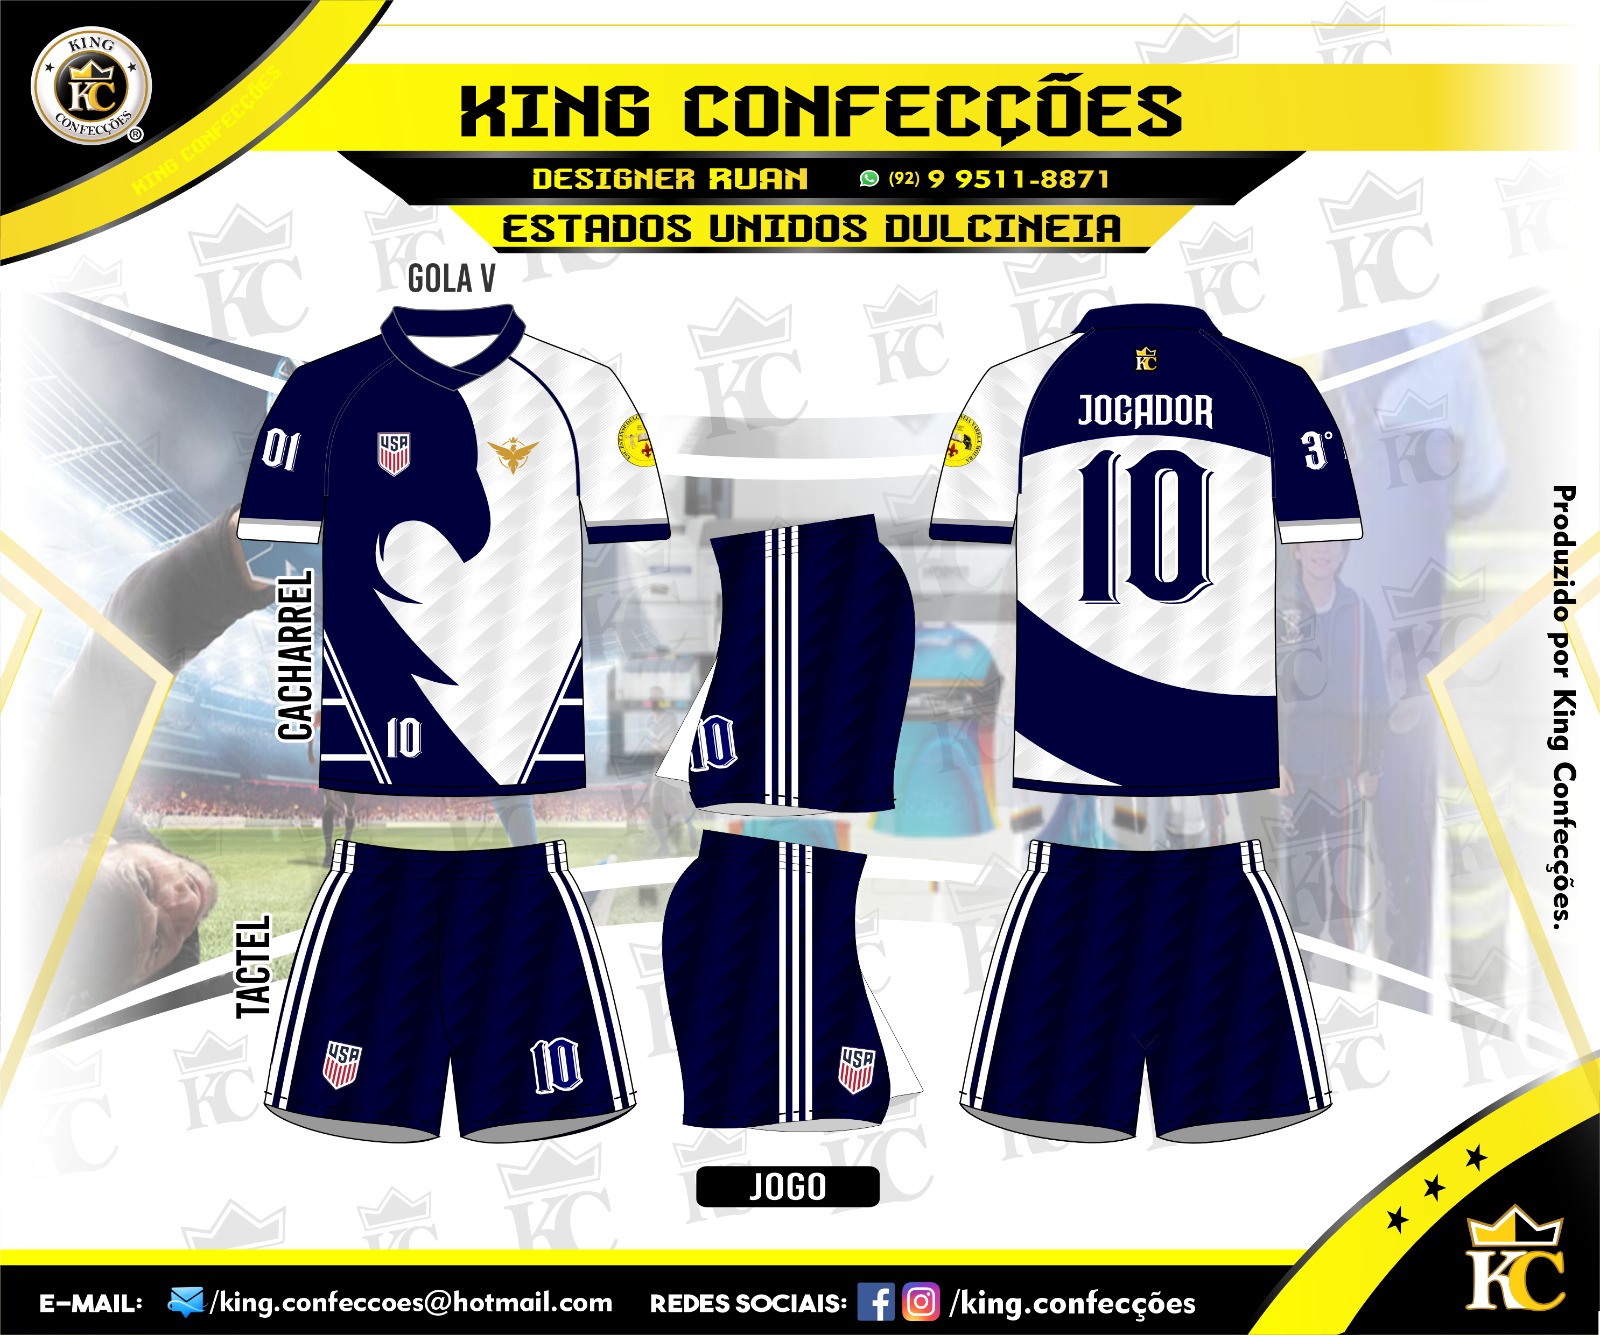 KING
KC
CONFECÇÕES
®
KING CONFECÇÕES
KING CONFECÇÕES
DESIGNER RUAN (92) 9 9511-8871
ESTADOS UNIDOS DULCINEIA
GOLA V
01
USA
10
CACHARREL
KC
JOGADOR
10
3°
10
TACTEL
USA
10
USA
JOGO
Produzido por King Confecções.
E-MAIL: /king.confeccoes@hotmail.com REDES SOCIAIS: /king.confecções
KC